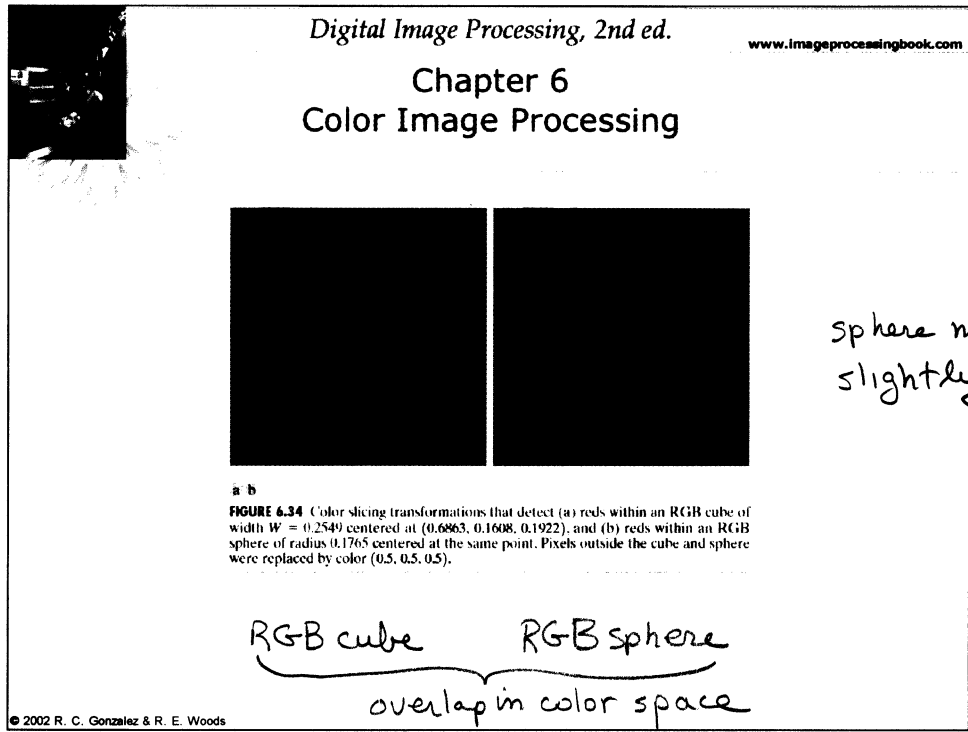 Digital Image Processing, 2nd ed.
www.imageprocessingbook.com
Chapter 6
Color Image Processing
sphere
slightly
a b
FIGURE 6.34 Color slicing transformations that detect (a) reds within an RGB cube of
width W = 0.2549 centered at (0.6863, 0.1608, 0.1922), and (b) reds within an RGB
sphere of radius 0.1765 centered at the same point. Pixels outside the cube and sphere
were replaced by color (0.5, 0.5, 0.5).
RGB cube RGB sphere
overlap in color space
© 2002 R. C. Gonzalez & R. E. Woods